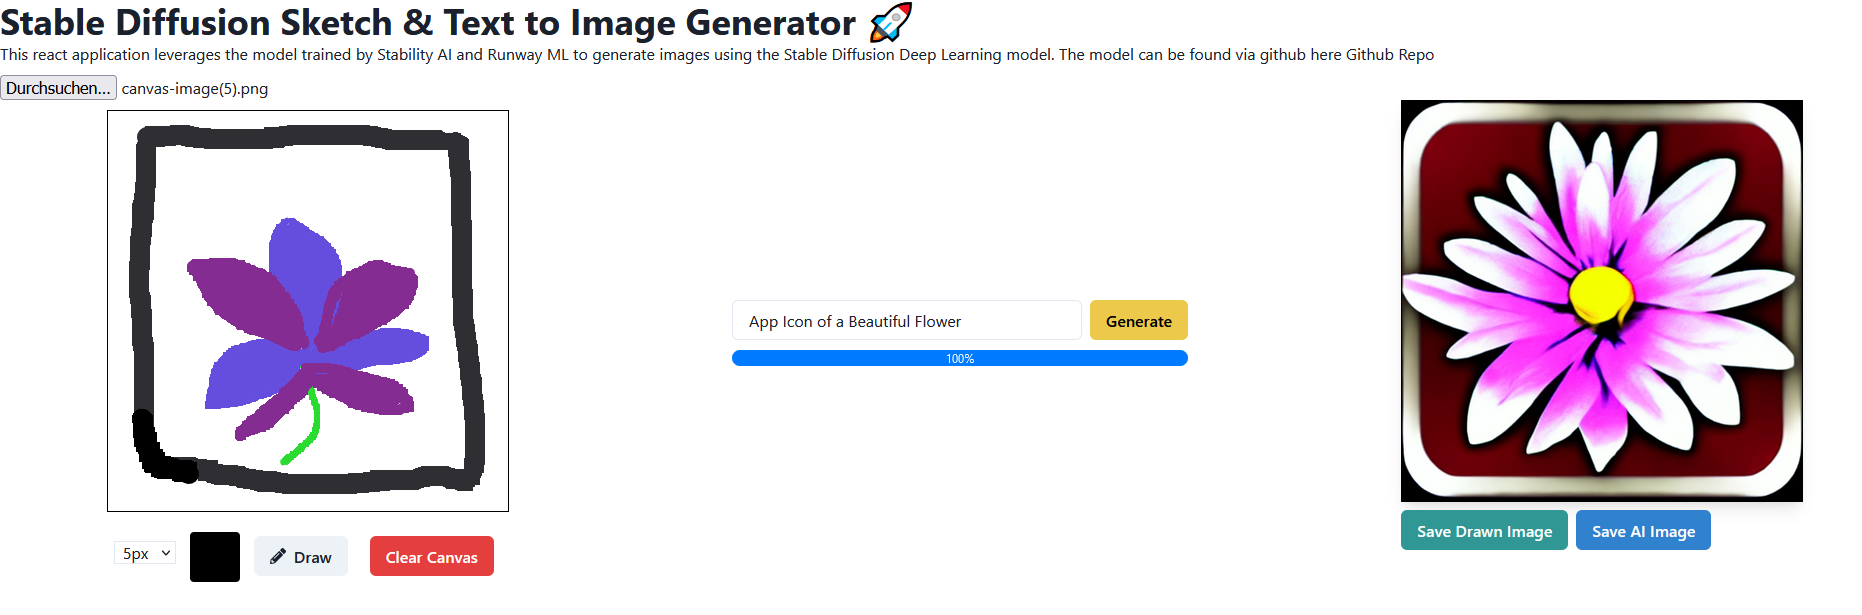 Stable Diffusion Sketch & Text to Image Generator 🚀
This react application leverages the model trained by Stability AI and Runway ML to generate images using the Stable Diffusion Deep Learning model. The model can be found via github here Github Repo
Durchsuchen... canvas-image(5).png
App Icon of a Beautiful Flower Generate
100%
5px Draw Clear Canvas
Save Drawn Image Save AI Image